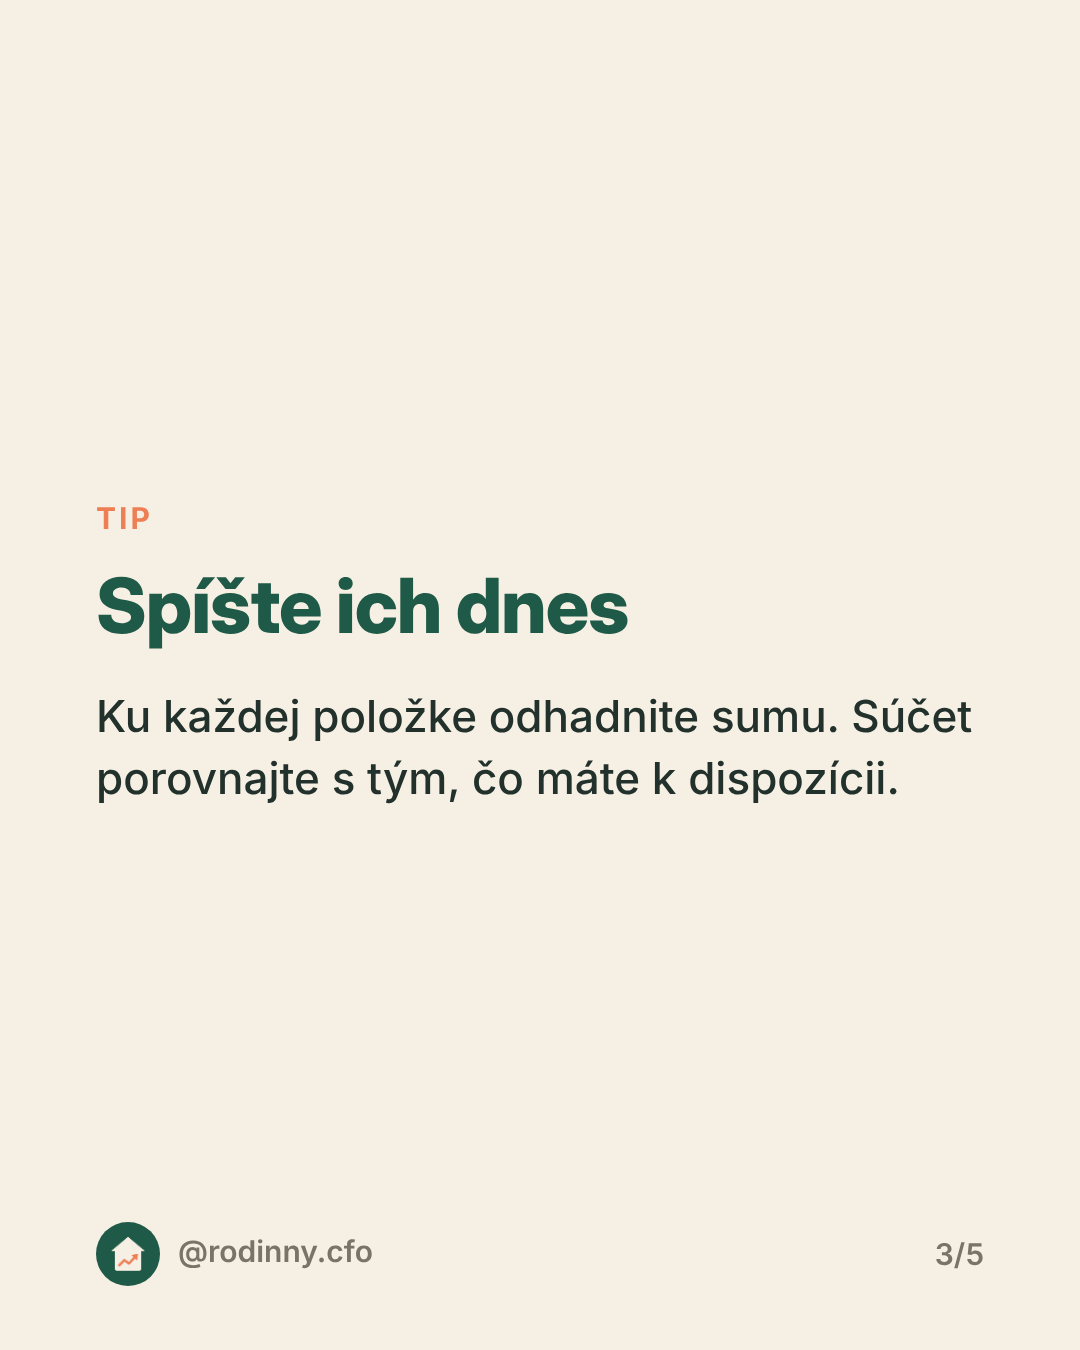 TIP
Spíšte ich dnes
Ku každej položke odhadnite sumu. Súčet
porovnajte s tým, čo máte k dispozícii.
@rodinny.cfo
3/5